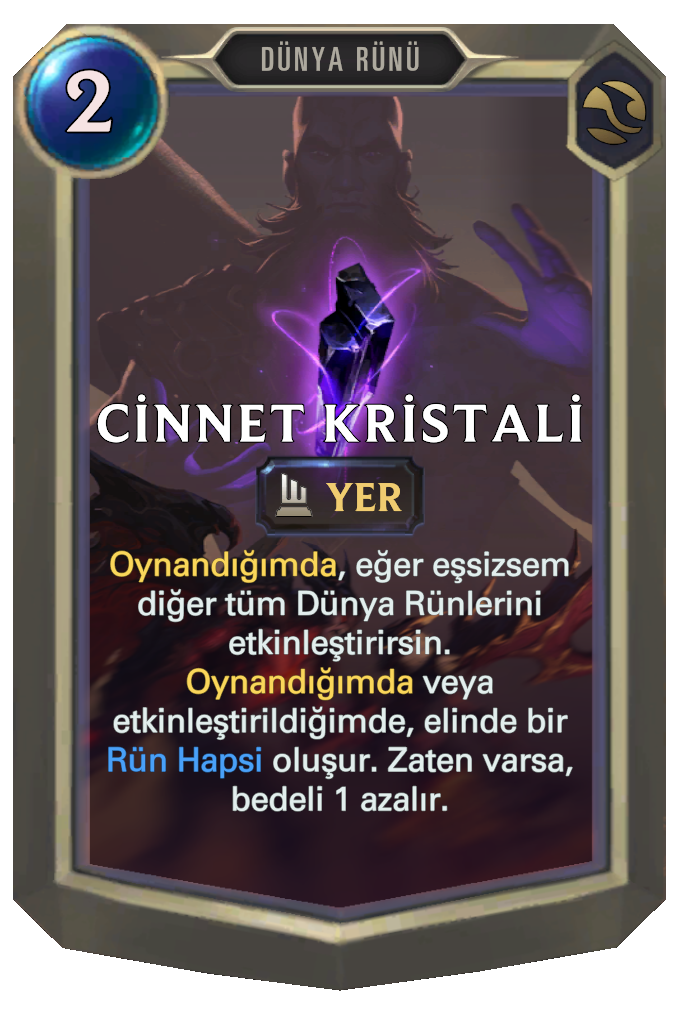 DÜNYA RÜNÜ
2
CİNNET KRİSTALİ
YER
Oynandığımda, eğer eşsizsem
diğer tüm Dünya Rünlerini
etkinleştirirsin.
Oynandığımda veya
etkinleştirildiğimde, elinde bir
Rün Hapsi oluşur. Zaten varsa,
bedeli 1 azalır.